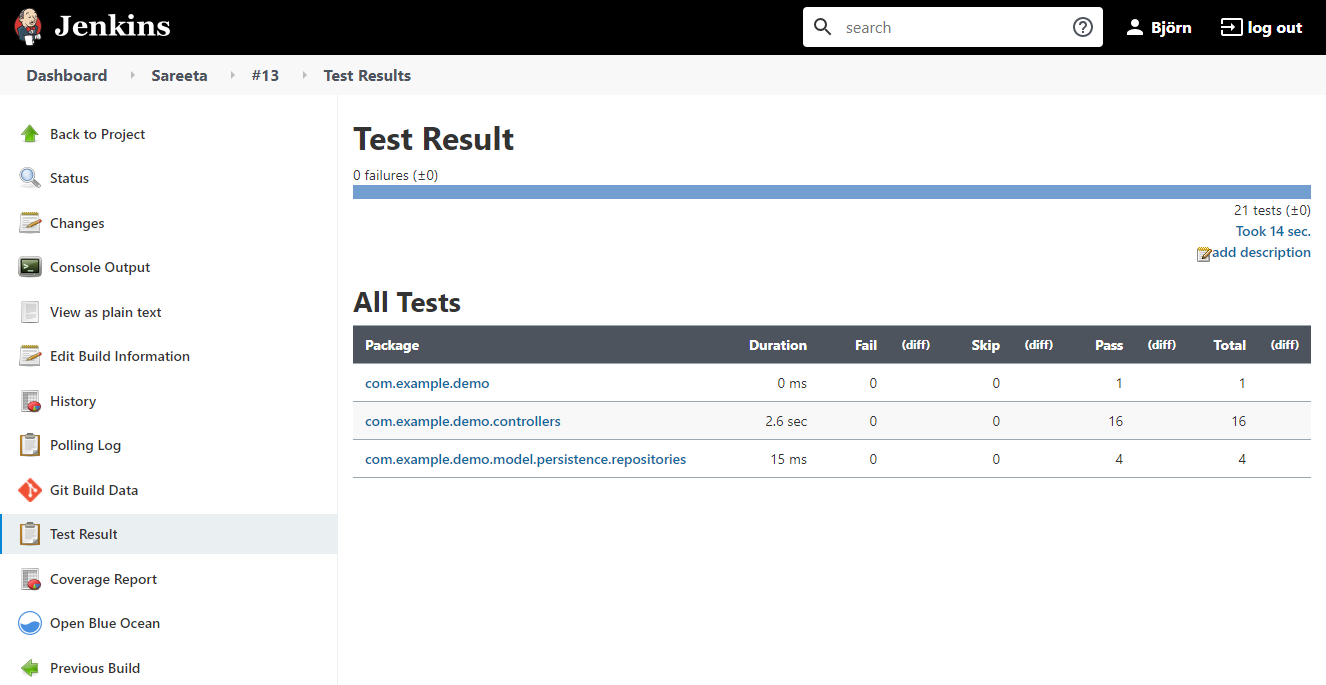 Jenkins
search
Björn
log out
Dashboard Sareeta #13 Test Results
Back to Project
Status
Changes
Console Output
View as plain text
Edit Build Information
History
Polling Log
Git Build Data
Test Result
Coverage Report
Open Blue Ocean
Previous Build
Test Result
0 failures (±0)
21 tests (±0)
Took 14 sec.
add description
All Tests
Package Duration Fail (diff) Skip (diff) Pass (diff) Total (diff)
com.example.demo 0 ms 0 0 1 1
com.example.demo.controllers 2.6 sec 0 0 16 16
com.example.demo.model.persistence.repositories 15 ms 0 0 4 4